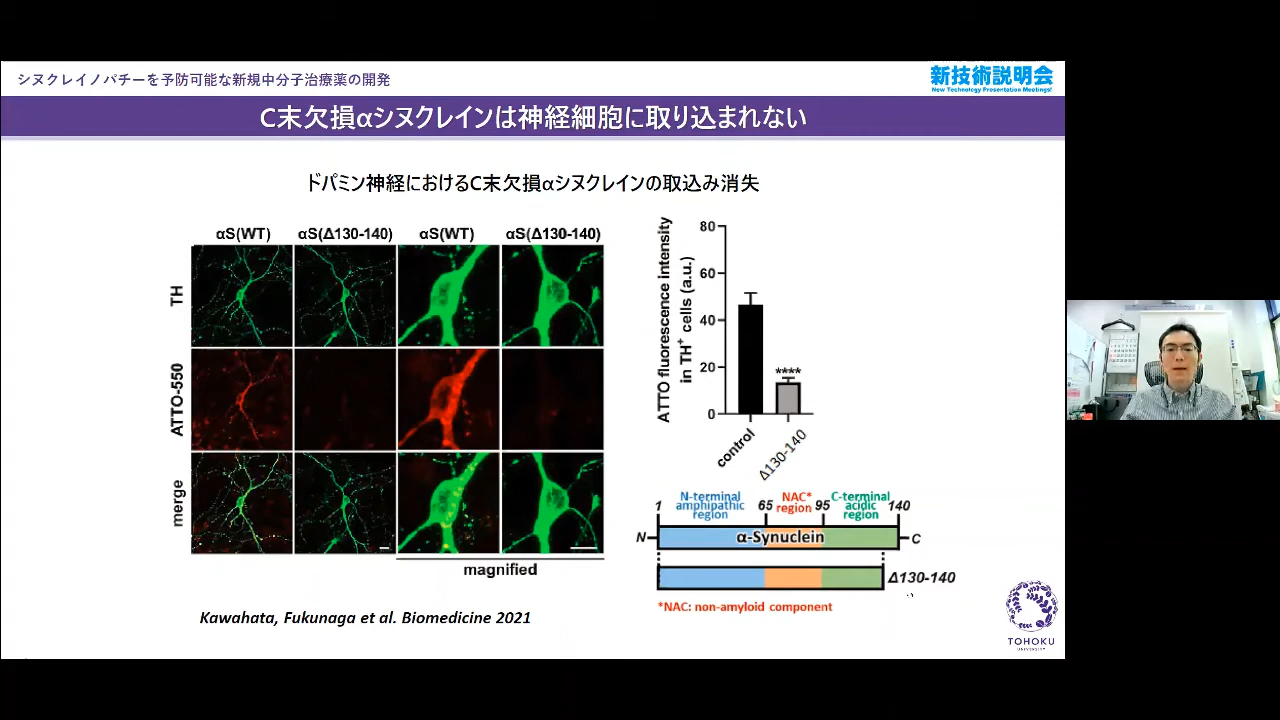 シヌクレイノパチーを予防可能な新規中分子治療薬の開発
新技術説明会
New Technology Presentation Meetings!
C末欠損αシヌクレインは神経細胞に取り込まれない
ドパミン神経におけるC末欠損αシヌクレインの取込み消失
αS(WT) αS(Δ130-140) αS(WT) αS(Δ130-140)
TH
ATTO-550
merge
magnified
ATTO fluorescence intensity
in TH+ cells (a.u.)
80
60
40
20
0
****
control
Δ130-140
N-terminal
amphipathic
region
NAC*
region
C-terminal
acidic
region
1 65 95 140
N α-Synuclein C
Δ130-140
*NAC: non-amyloid component
Kawahata, Fukunaga et al. Biomedicine 2021
TOHOKU
UNIVERSITY